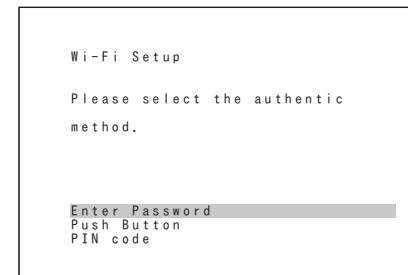 Wi-Fi Setup
Please select the authentic
method.
Enter Password
Push Button
PIN code